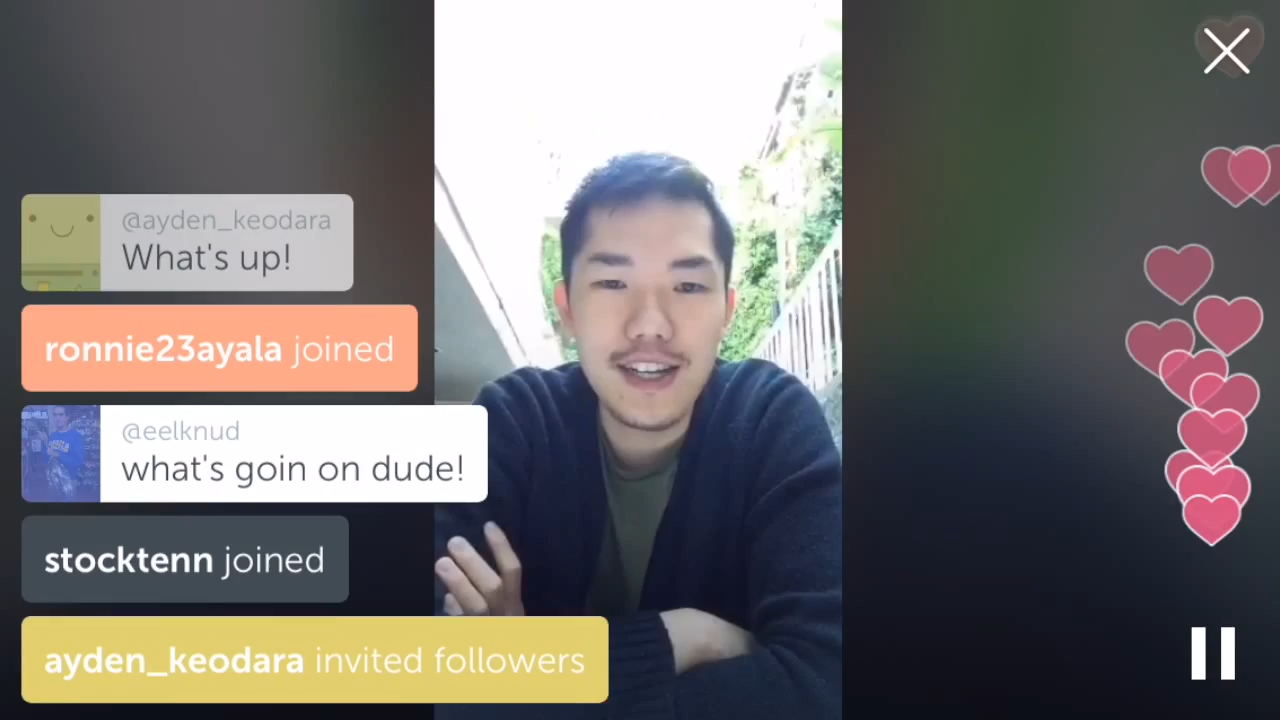 @ayden_keodara
What's up!
ronnie23ayala joined
@eelknud
what's goin on dude!
stocktenn joined
ayden_keodara invited followers